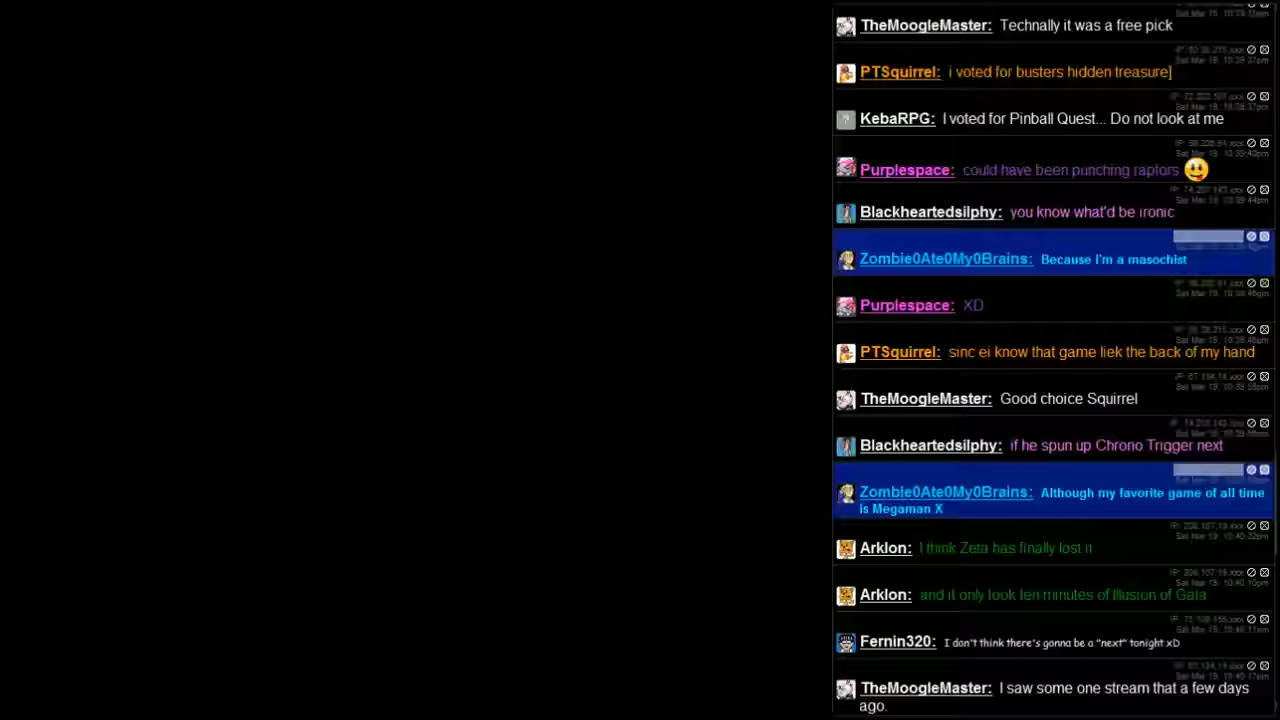 TheMoogleMaster: Technally it was a free pick
PTSquirrel: i voted for busters hidden treasure]
KebaRPG: I voted for Pinball Quest... Do not look at me
Purplespace: could have been punching raptors
Blackheartedsilphy: you know what'd be ironic
Zombie0Ate0My0Brains: Because I'm a masochist
Purplespace: XD
PTSquirrel: sinc ei know that game liek the back of my hand
TheMoogleMaster: Good choice Squirrel
Blackheartedsilphy: if he spun up Chrono Trigger next
Zombie0Ate0My0Brains: Although my favorite game of all time
is Megaman X
Arklon: I think Zeta has finally lost it
Arklon: and it only took ten minutes of Illusion of Gaia
Fernin320: I don't think there's gonna be a "next" tonight xD
TheMoogleMaster: I saw some one stream that a few days
ago.